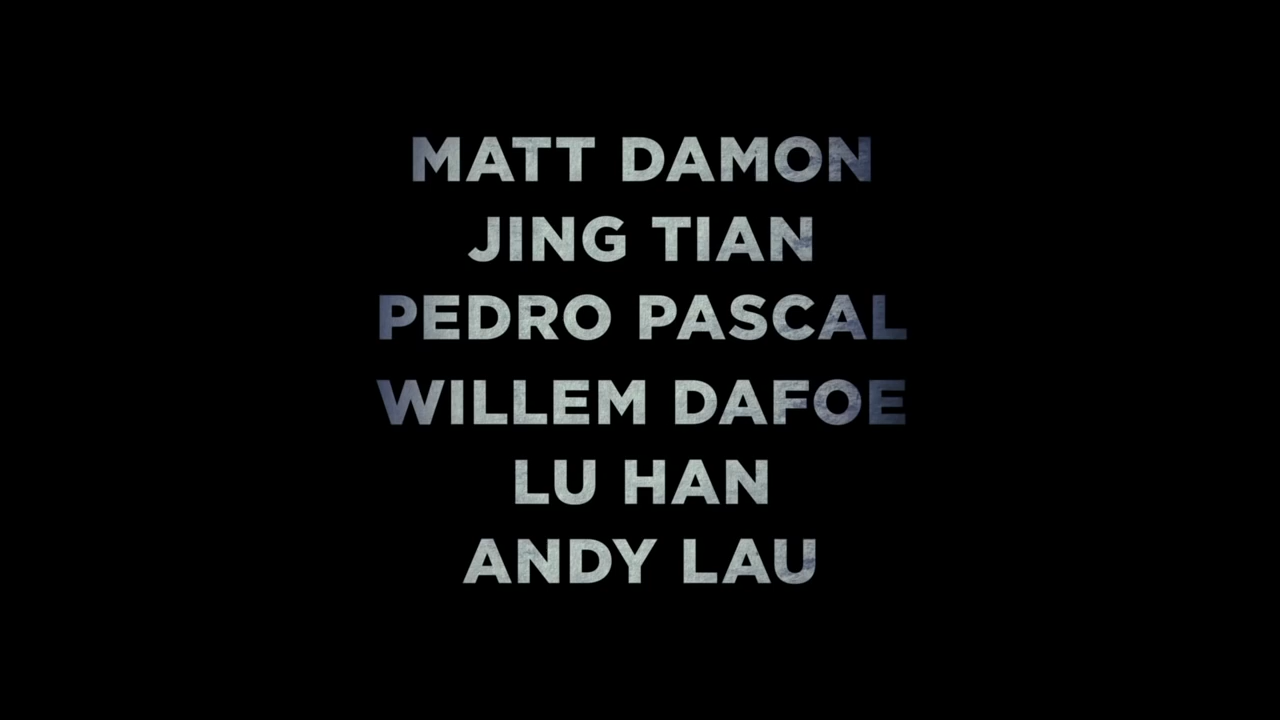 MATT DAMON
JING TIAN
PEDRO PASCAL
WILLEM DAFOE
LU HAN
ANDY LAU